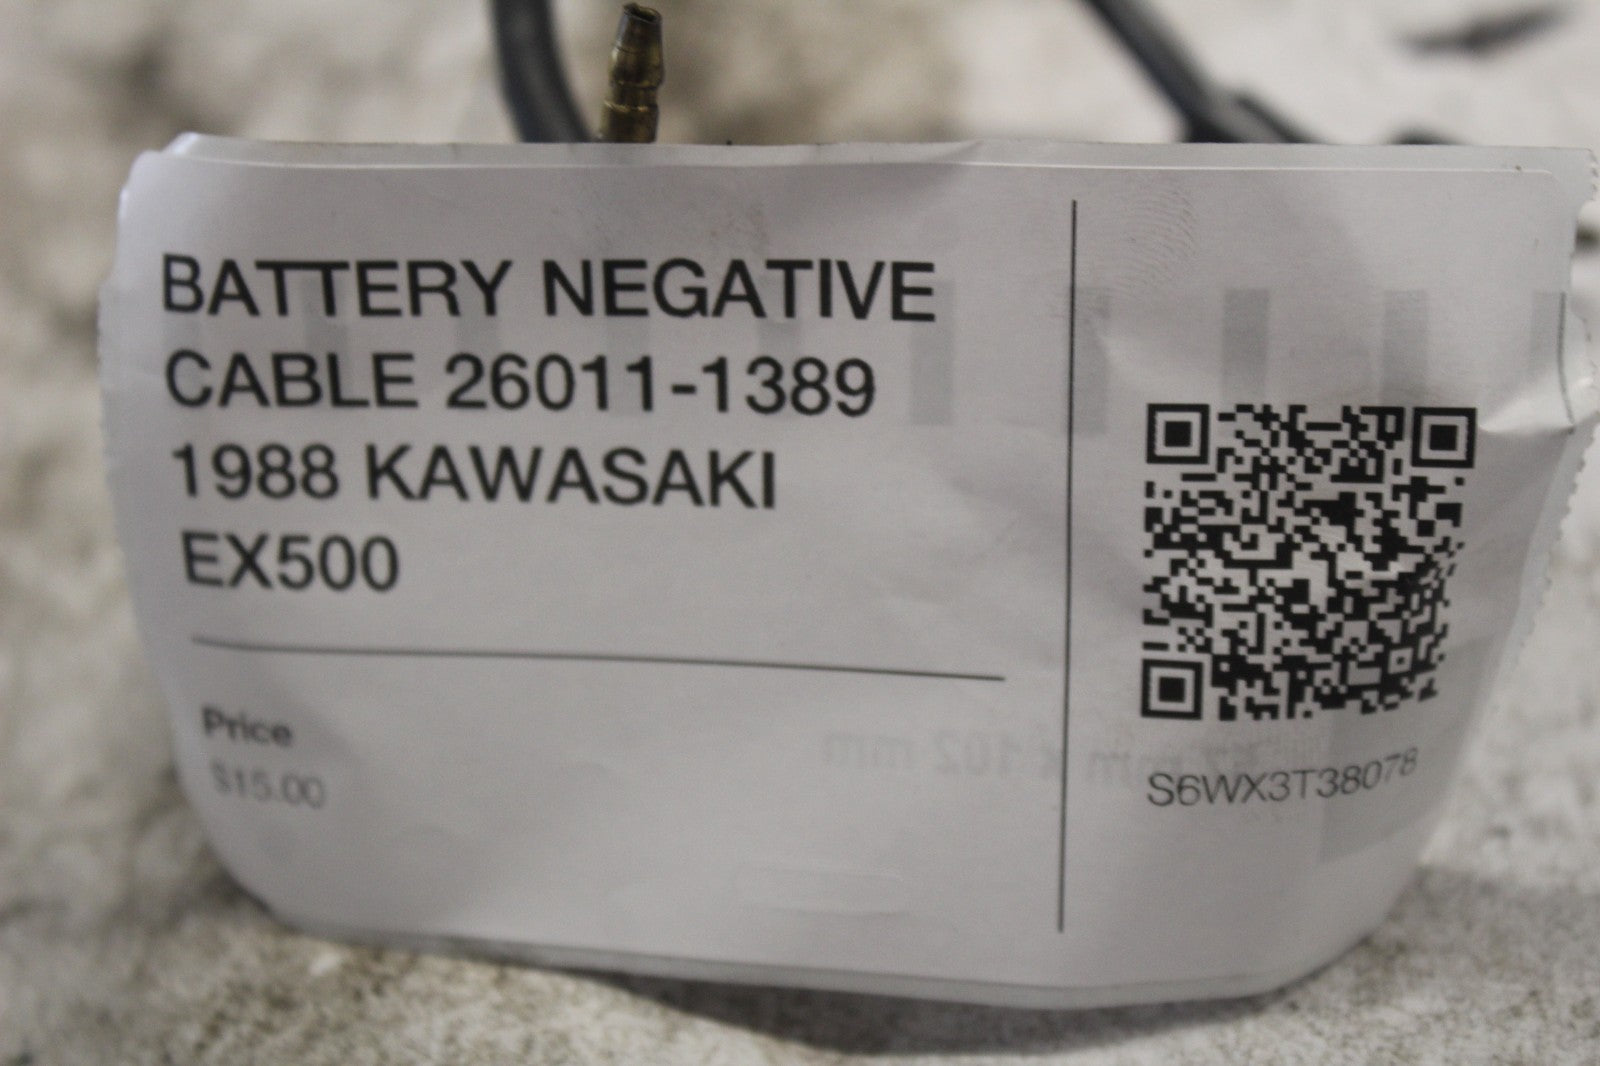 BATTERY NEGATIVE
CABLE 26011-1389
1988 KAWASAKI
EX500
Price
$15.00
S6WX3T38078